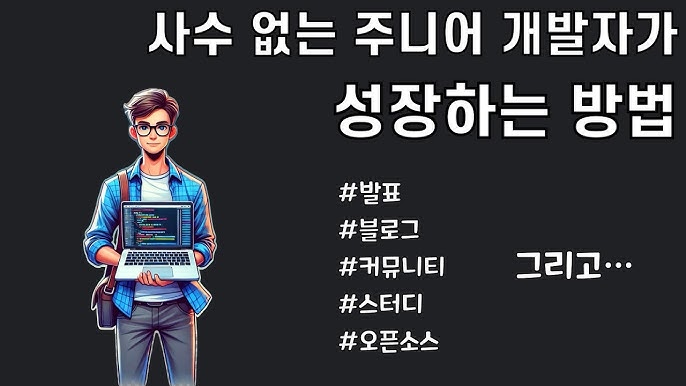 사수 없는 주니어 개발자가
성장하는 방법
#발표
#블로그
#커뮤니티
그리고…
#스터디
#오픈소스